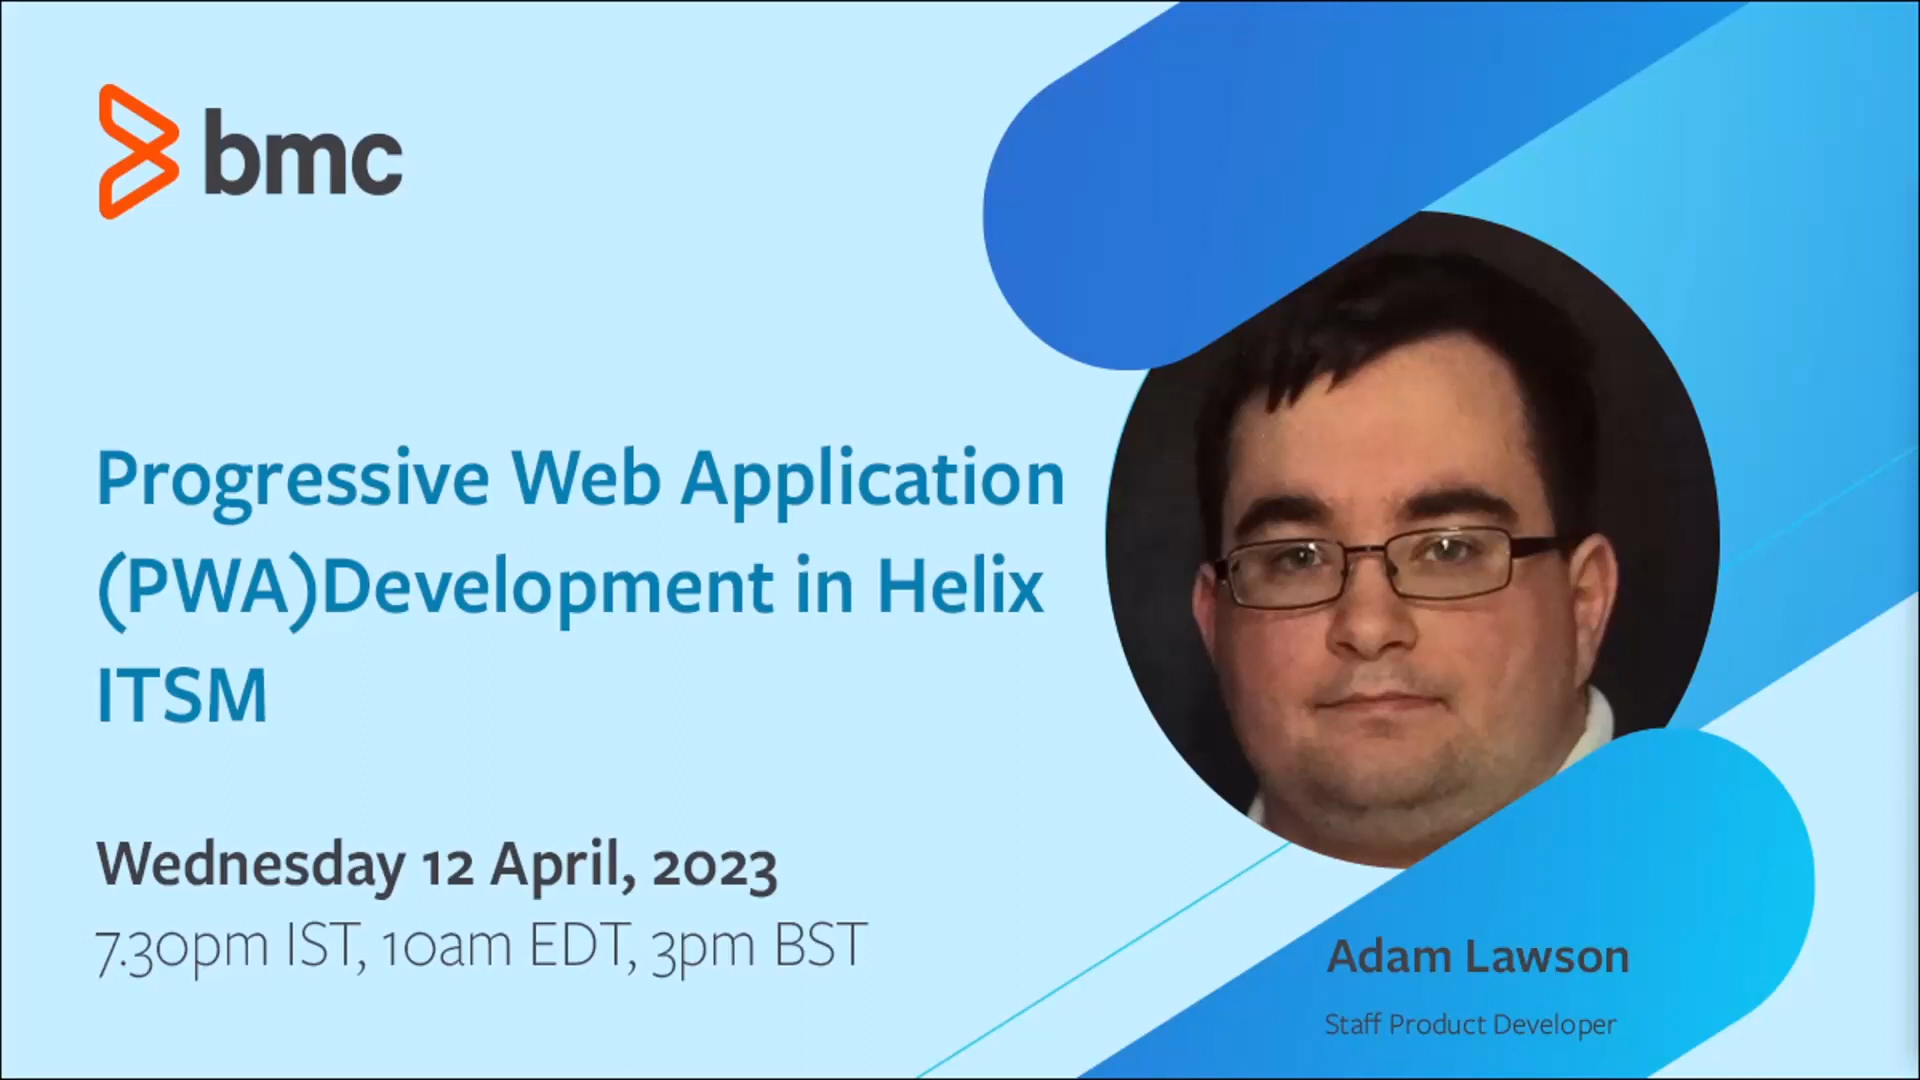 bmc
Progressive Web Application
(PWA)Development in Helix
ITSM
Wednesday 12 April, 2023
7.30pm IST, 10am EDT, 3pm BST
Adam Lawson
Staff Product Developer